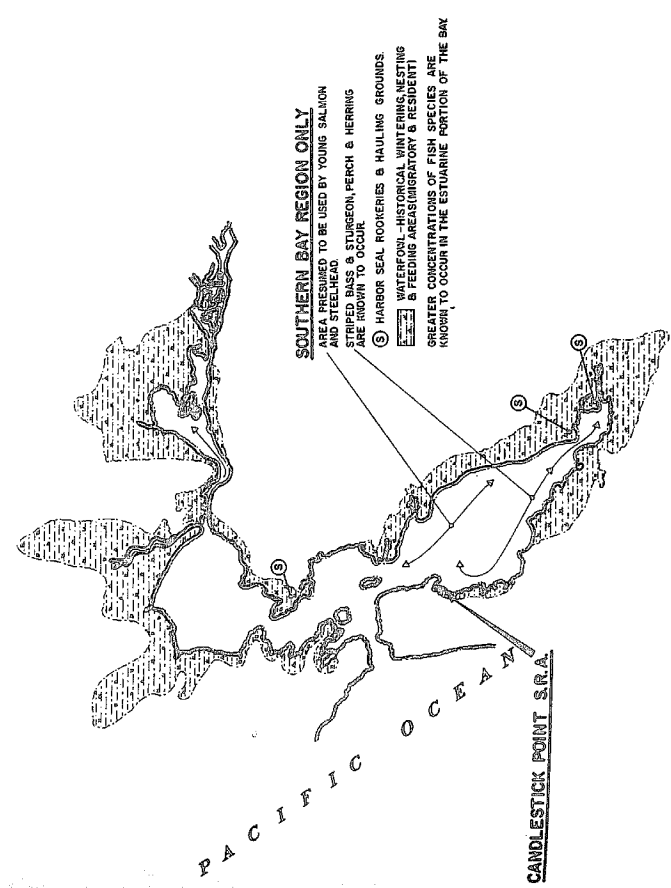 SOUTHERN BAY REGION ONLY
AREA PRESUMED TO BE USED BY YOUNG SALMON
AND STEELHEAD.
STRIPED BASS & STURGEON, PERCH & HERRING
ARE KNOWN TO OCCUR.
(S) HARBOR SEAL ROOKERIES & HAULING GROUNDS.
WATERFOWL-HISTORICAL WINTERING, NESTING
& FEEDING AREAS (MIGRATORY & RESIDENT)
GREATER CONCENTRATIONS OF FISH SPECIES ARE
KNOWN TO OCCUR IN THE ESTUARINE PORTION OF THE BAY.
S
S
S
PACIFIC OCEAN
CANDLESTICK POINT S.R.A.